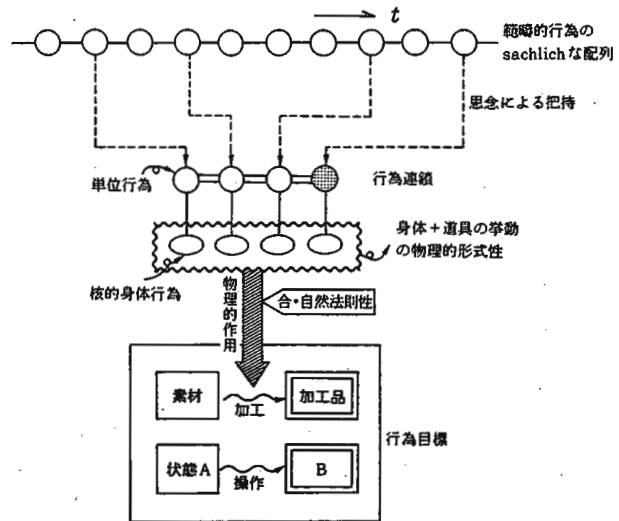 t
範疇的行為の
sachlichな配列
思念による把持
単位行為
行為連鎖
身体+道具の挙動
の物理的形式性
核的身体行為
物理的作用
合・自然法則性
素材
加工
加工品
行為目標
状態A
操作
B